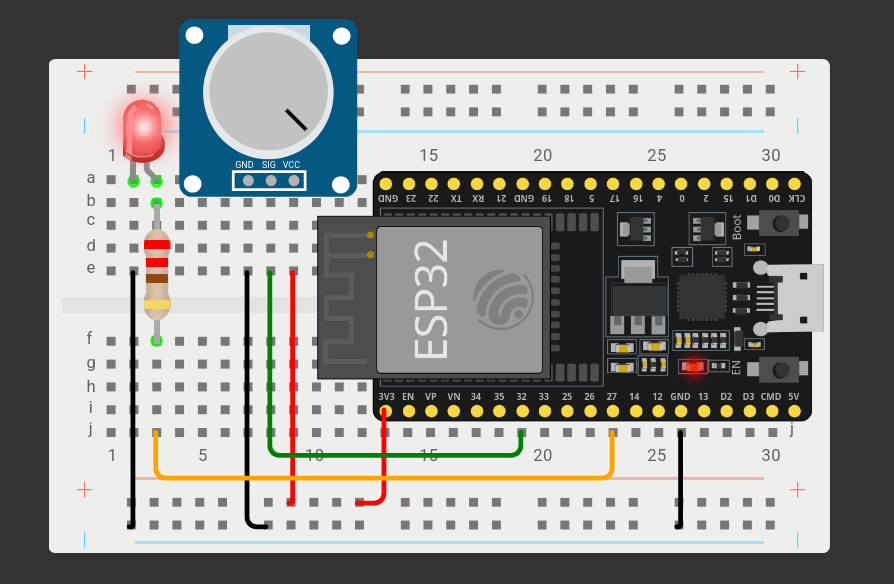 GND SIG VCC
1 15 20 25 30
a
b
c
d
e
f
g
h
i
j j
GND 23 22 TX RX 21 GND 19 18 5 17 16 4 0 2 15 D1 D0 CLK
Boot
ESP32
EN
3V3 EN VP VN 34 35 32 33 25 26 27 14 12 GND 13 D2 D3 CMD 5V
1 5 10 15 20 25 30